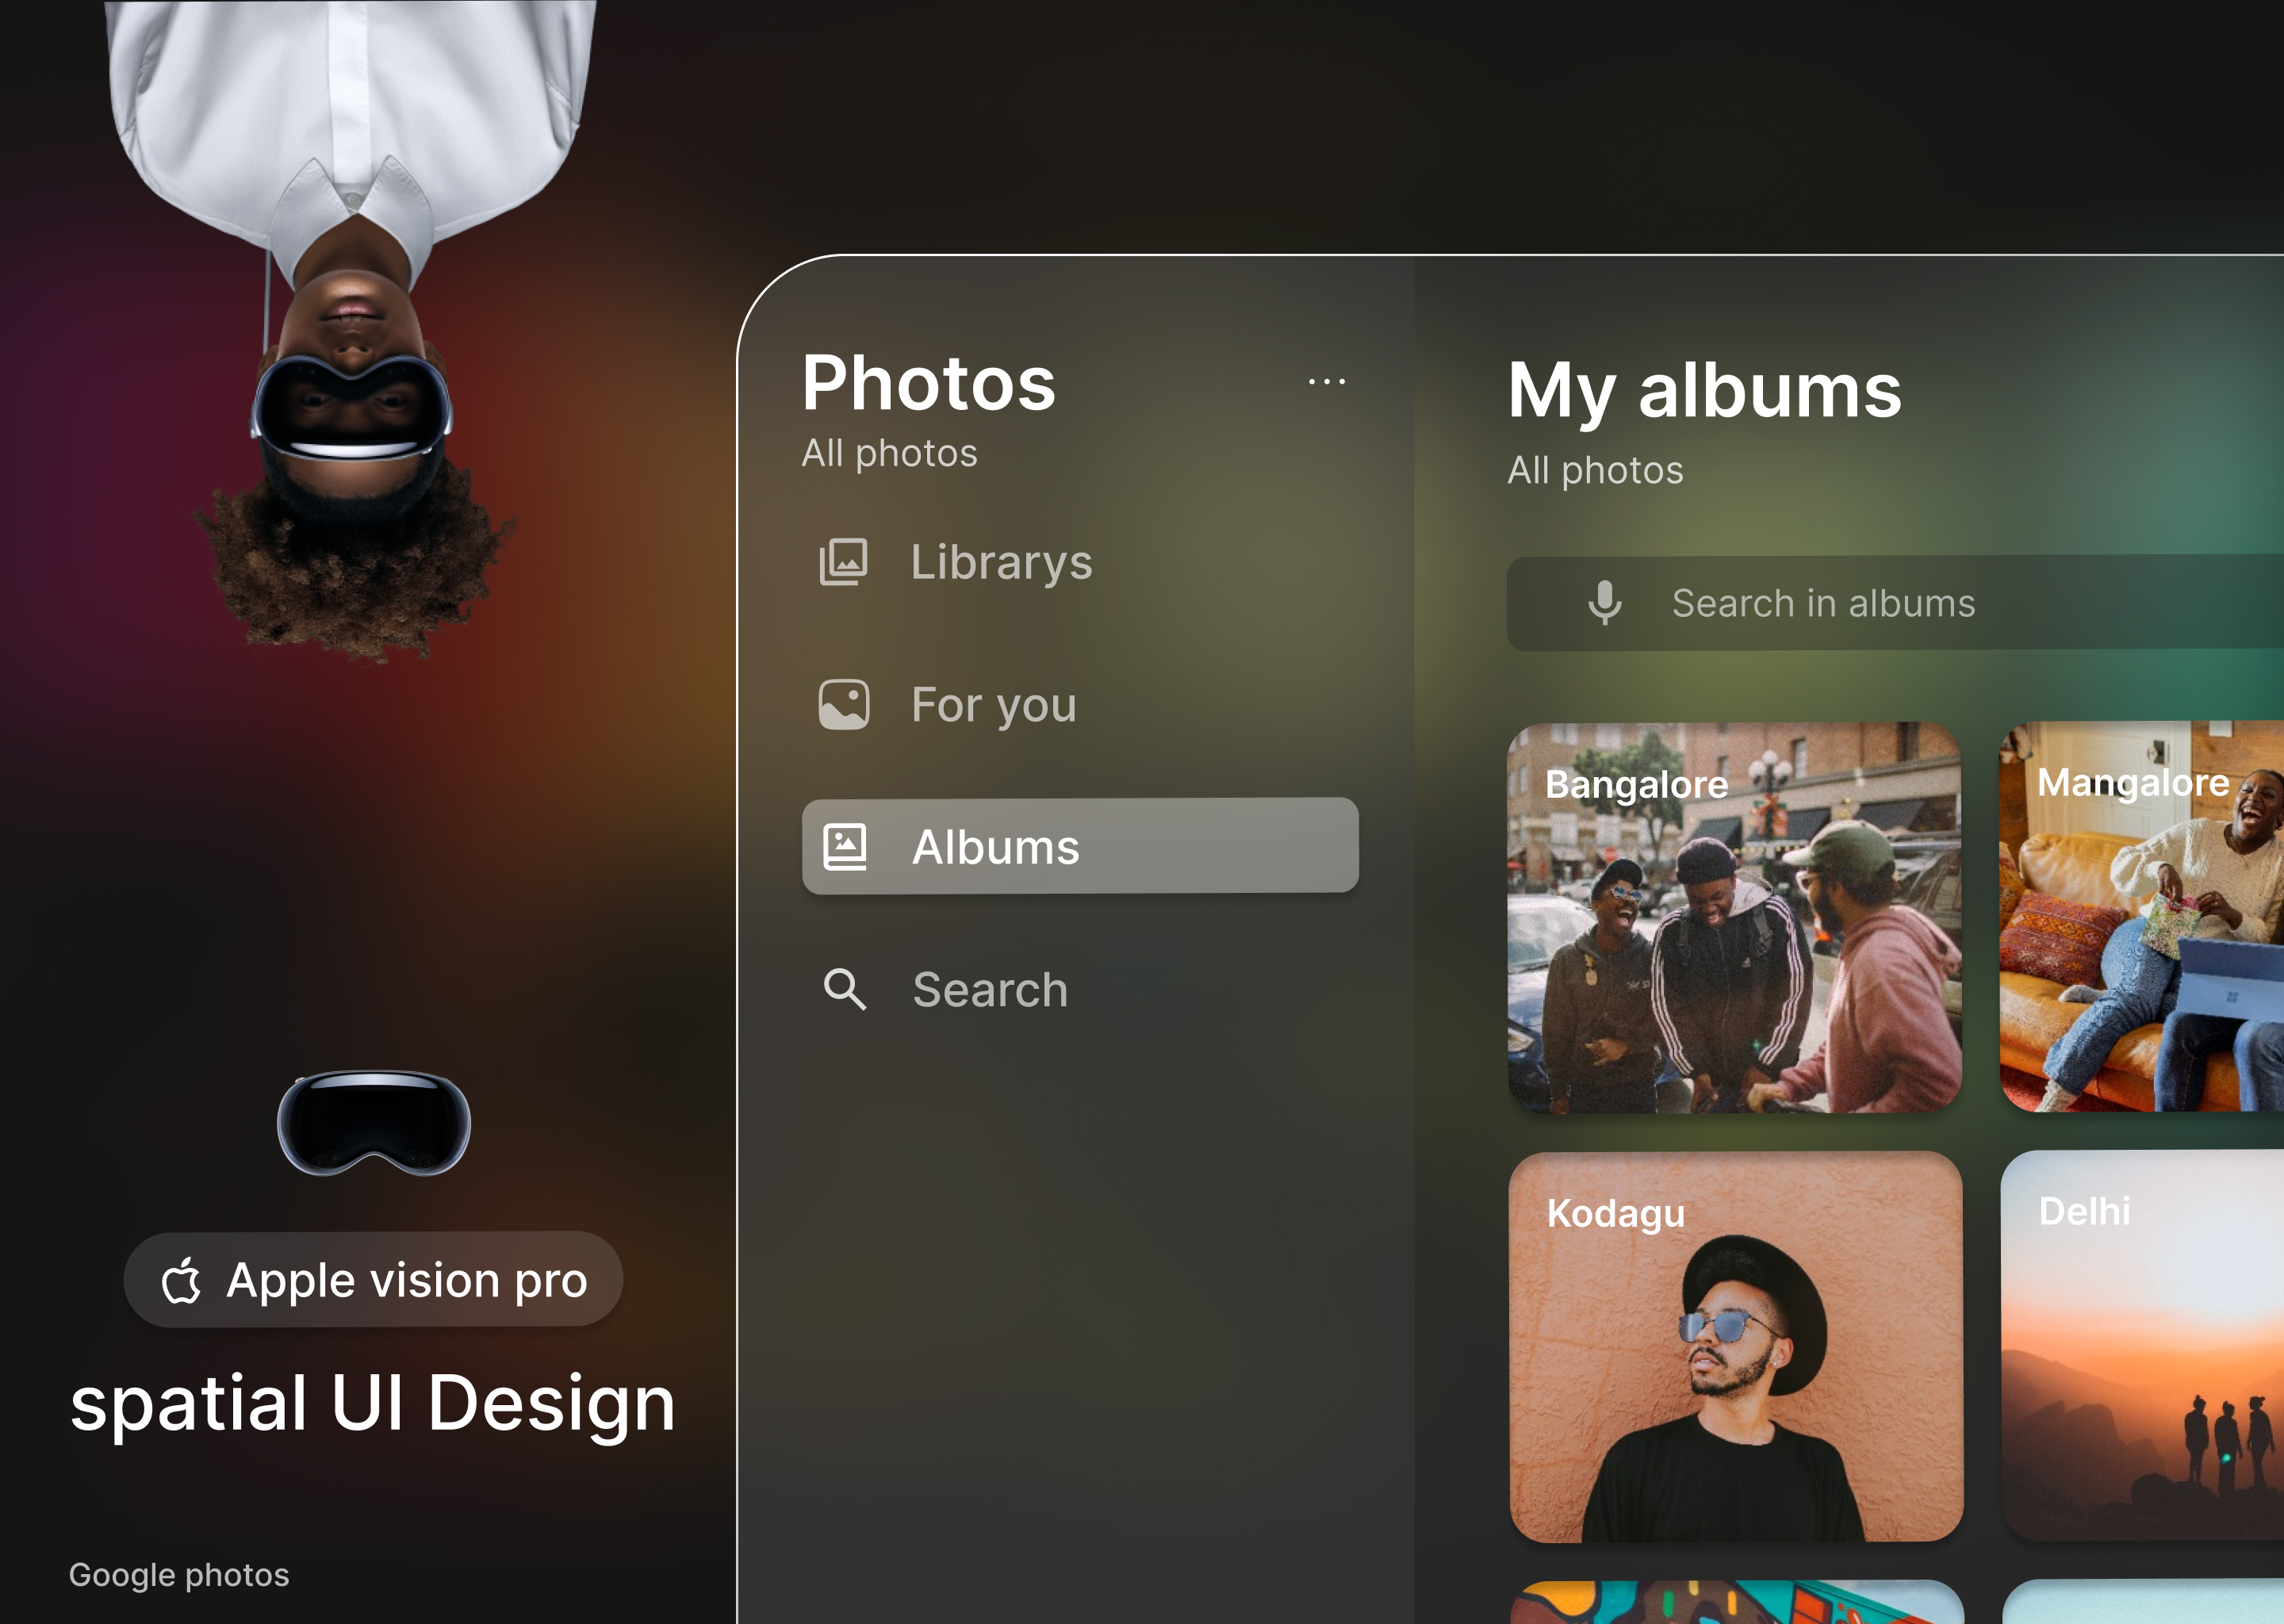 Photos
...
All photos
Librarys
For you
Albums
Search
My albums
All photos
Search in albums
Bangalore
Mangalore
Kodagu
Delhi
Apple vision pro
spatial UI Design
Google photos